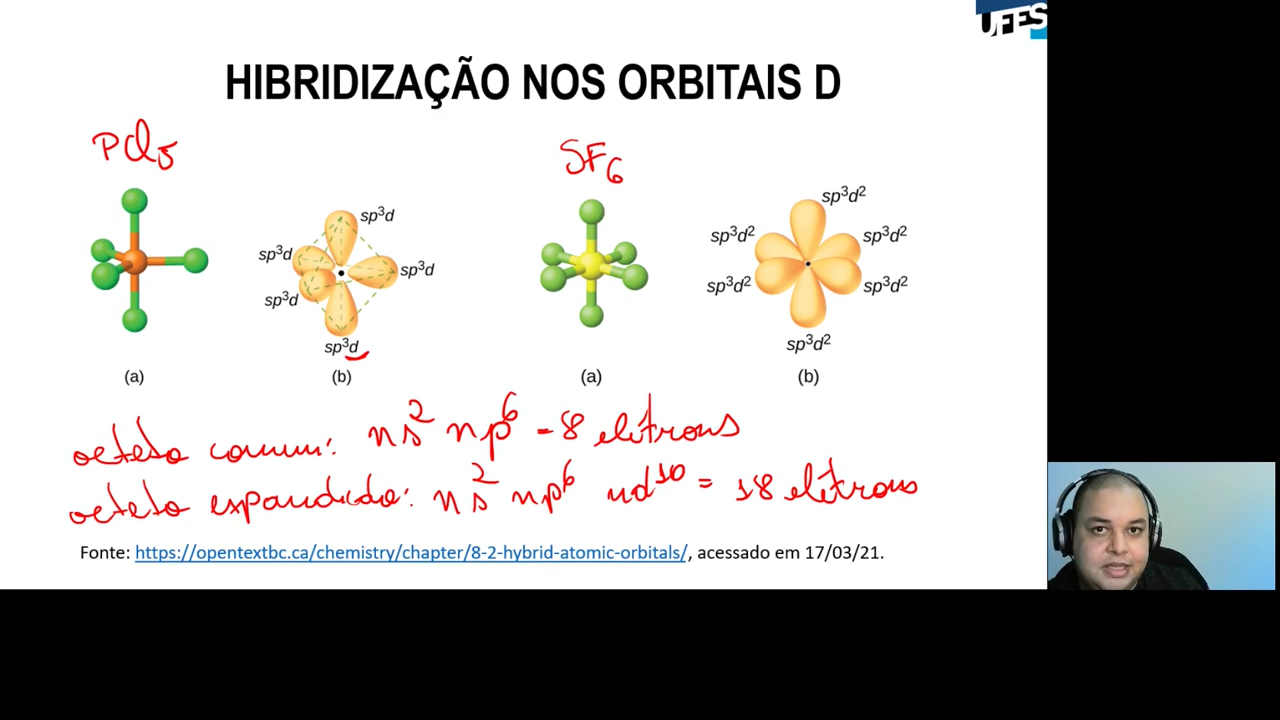 UFES
HIBRIDIZAÇÃO NOS ORBITAIS D
PCl₅
SF₆
sp³d
sp³d
sp³d
sp³d
sp³d
sp³d²
sp³d²
sp³d²
sp³d²
sp³d²
sp³d²
(a)
(b)
(a)
(b)
octeto comum: ns² np⁶ = 8 elétrons
octeto expandido: ns² np⁶ nd¹⁰ = 18 elétrons
Fonte: https://opentextbc.ca/chemistry/chapter/8-2-hybrid-atomic-orbitals/, acessado em 17/03/21.